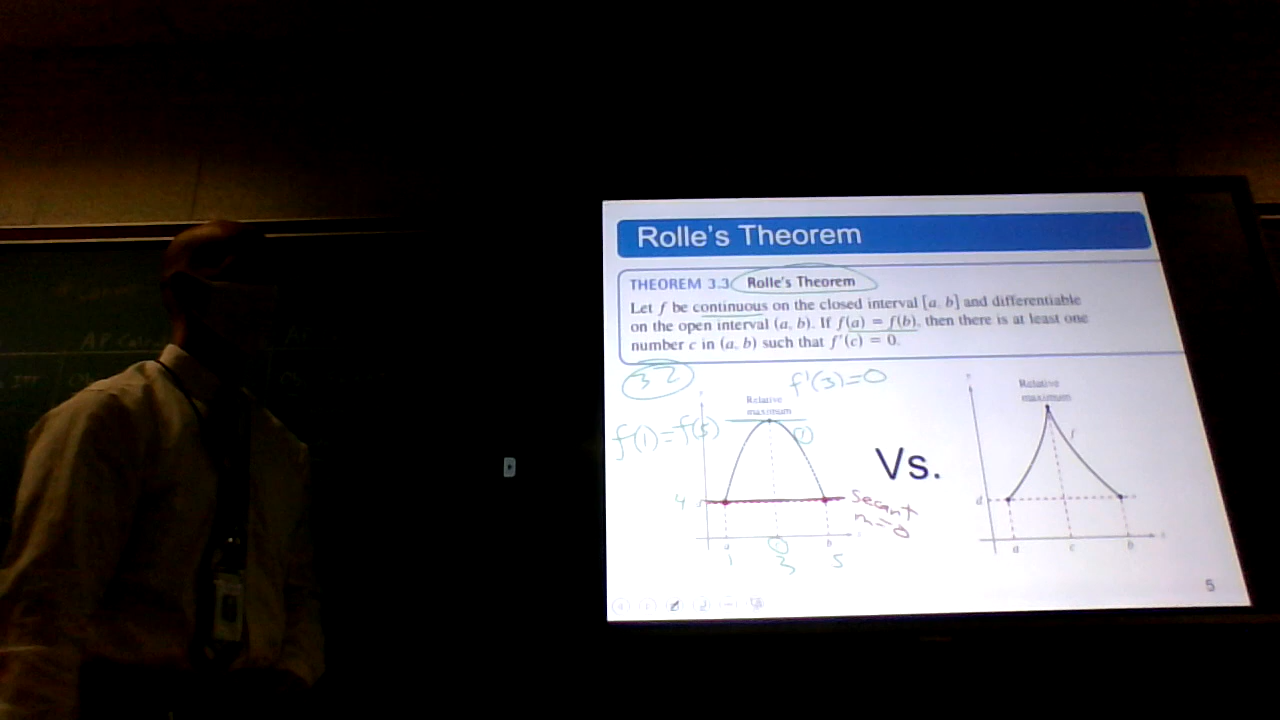 Rolle's Theorem
THEOREM 3.3 Rolle's Theorem
Let f be continuous on the closed interval [a, b] and differentiable
on the open interval (a, b). If f(a) = f(b), then there is at least one
number c in (a, b) such that f'(c) = 0.
3.2
f'(3)=0
Relative
maximum
f(1)=f(5)
Secant
m=0
4
a
b
1
3
5
Vs.
Relative
maximum
f
d
a
c
b
5